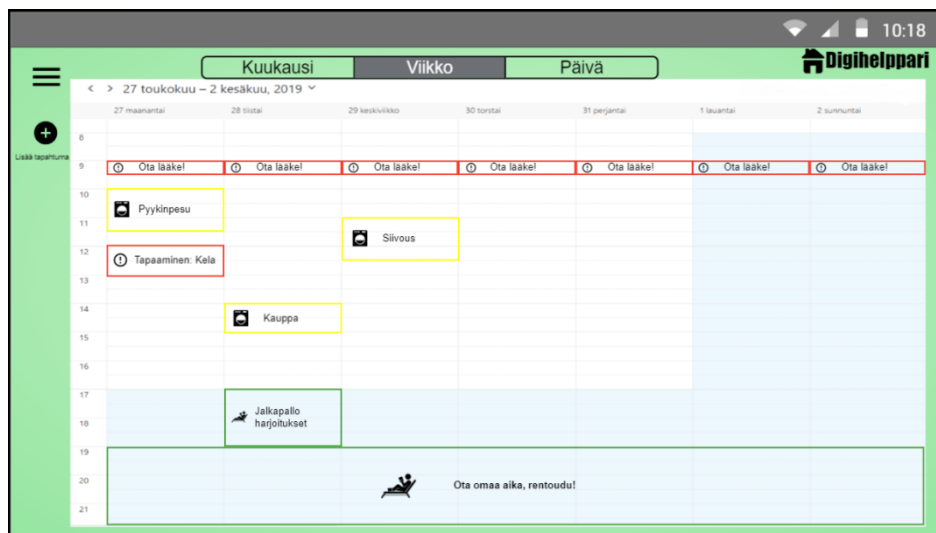 10:18
Kuukausi Viikko Päivä
Digihelppari
27 toukokuu – 2 kesäkuu, 2019
27 maanantai 28 tiistai 29 keskiviikko 30 torstai 31 perjantai 1 lauantai 2 sunnuntai
Lisää tapahtuma
8
9 Ota lääke! Ota lääke! Ota lääke! Ota lääke! Ota lääke! Ota lääke! Ota lääke!
10
Pyykinpesu
11
Siivous
12
Tapaaminen: Kela
13
14
Kauppa
15
16
17
Jalkapallo
harjoitukset
18
19
20 Ota omaa aika, rentoudu!
21